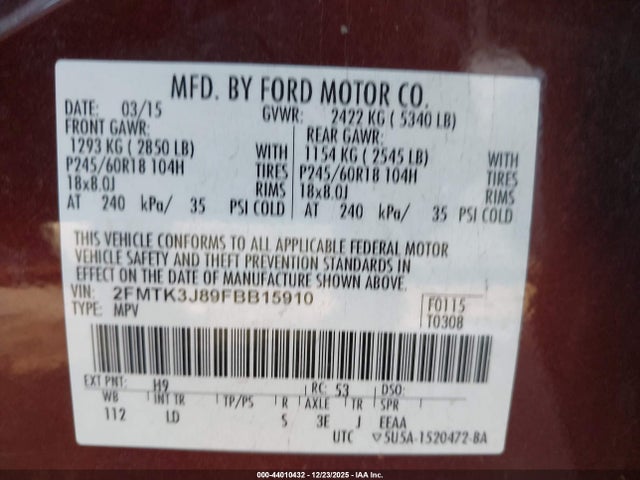 MFD. BY FORD MOTOR CO.
DATE: 03/15 GVWR: 2422 KG ( 5340 LB)
FRONT GAWR: REAR GAWR:
1293 KG ( 2850 LB) WITH 1154 KG ( 2545 LB) WITH
P245/60R18 104H TIRES P245/60R18 104H TIRES
18x8.0J RIMS 18x8.0J RIMS
AT 240 kPa/ 35 PSI COLD AT 240 kPa/ 35 PSI COLD
THIS VEHICLE CONFORMS TO ALL APPLICABLE FEDERAL MOTOR
VEHICLE SAFETY AND THEFT PREVENTION STANDARDS IN
EFFECT ON THE DATE OF MANUFACTURE SHOWN ABOVE.
VIN: 2FMTK3J89FBB15910 F0115
TYPE: MPV T0308
EXT PNT: H9 RC: 53 DSO:
WB INT TR TP/PS R AXLE TR SPR
112 LD 5 3E J EEAA
UTC ▽5U5A-1520472-BA
000-44010432 - 12/23/2025 - IAA, Inc.